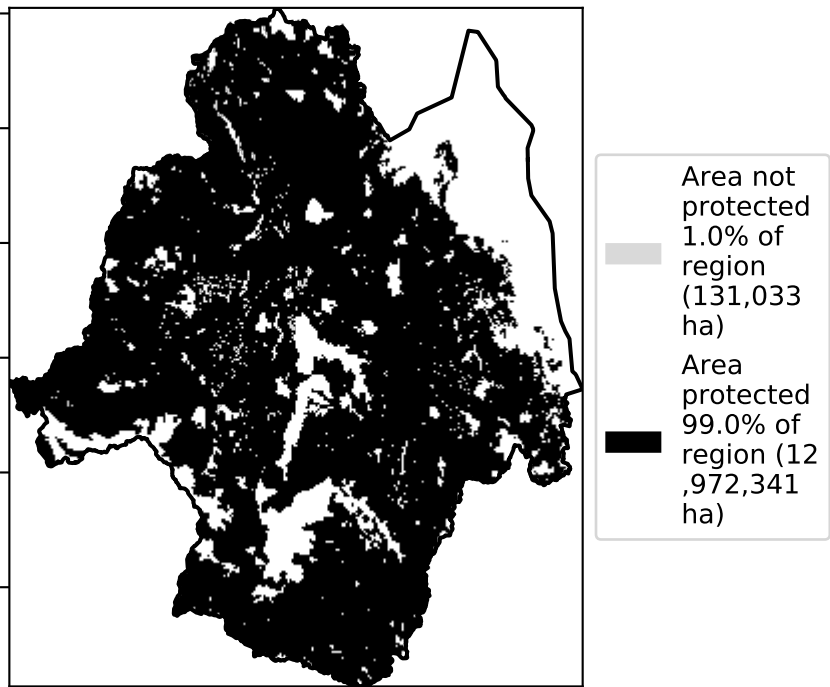 Area not
protected
1.0% of
region
(131,033
ha)
Area
protected
99.0% of
region (12
,972,341
ha)